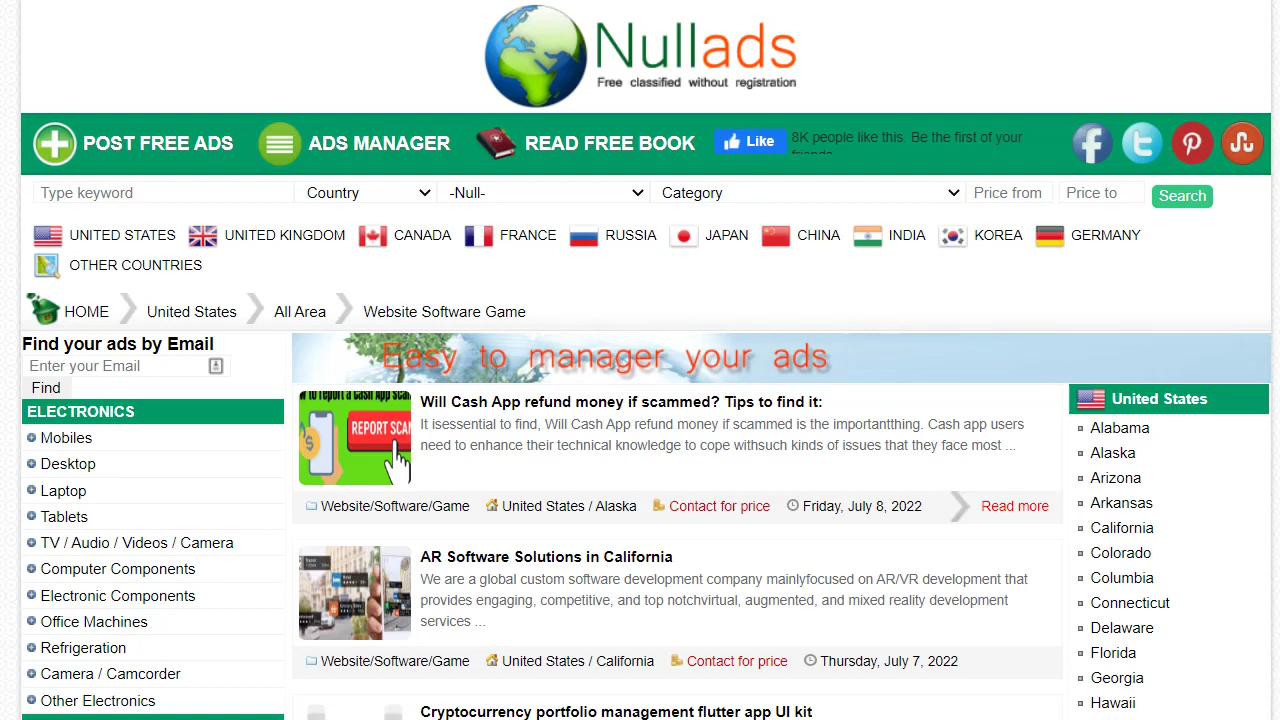 Nullads
Free classified without registration
POST FREE ADS
ADS MANAGER
READ FREE BOOK
Like
8K people like this. Be the first of your
friends.
Type keyword
Country
-Null-
Category
Price from
Price to
Search
UNITED STATES
UNITED KINGDOM
CANADA
FRANCE
RUSSIA
JAPAN
CHINA
INDIA
KOREA
GERMANY
OTHER COUNTRIES
HOME
United States
All Area
Website Software Game
Find your ads by Email
Enter your Email
Find
ELECTRONICS
Mobiles
Desktop
Laptop
Tablets
TV / Audio / Videos / Camera
Computer Components
Electronic Components
Office Machines
Refrigeration
Camera / Camcorder
Other Electronics
Easy to manager your ads
REPORT SCAM
Will Cash App refund money if scammed? Tips to find it:
It isessential to find, Will Cash App refund money if scammed is the importantthing. Cash app users
need to enhance their technical knowledge to cope withsuch kinds of issues that they face most ...
Website/Software/Game
United States / Alaska
Contact for price
Friday, July 8, 2022
Read more
AR Software Solutions in California
We are a global custom software development company mainlyfocused on AR/VR development that
provides engaging, competitive, and top notchvirtual, augmented, and mixed reality development
services ...
Website/Software/Game
United States / California
Contact for price
Thursday, July 7, 2022
Cryptocurrency portfolio management flutter app UI kit
United States
Alabama
Alaska
Arizona
Arkansas
California
Colorado
Columbia
Connecticut
Delaware
Florida
Georgia
Hawaii